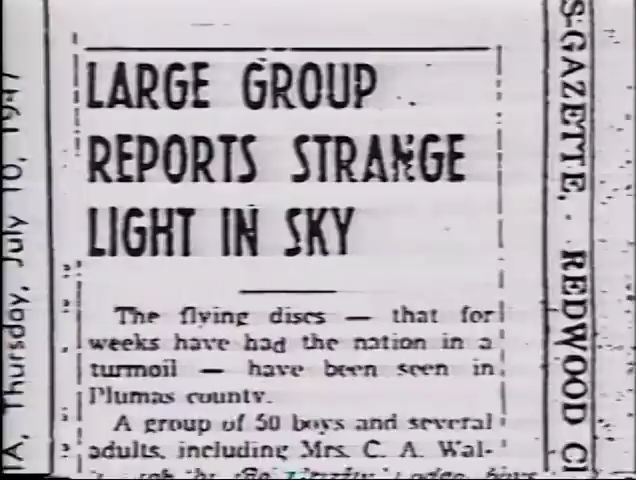 LARGE GROUP
REPORTS STRANGE
LIGHT IN SKY
The flying discs — that for
weeks have had the nation in a
turmoil — have been seen in
Plumas county.
A group of 50 boys and several
adults, including Mrs. C. A. Wal-
IA, Thursday, July 10, 1947
S-GAZETTE, · REDWOOD CI